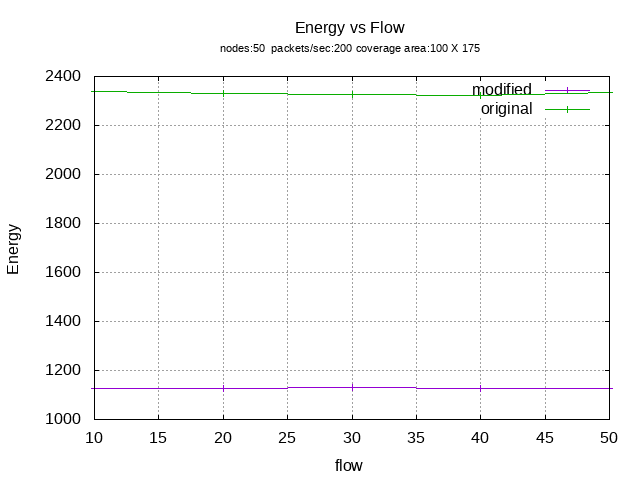 Energy vs Flow
nodes:50  packets/sec:200 coverage area:100 X 175
2400
2200
2000
1800
1600
1400
1200
1000
Energy
modified
original
10 15 20 25 30 35 40 45 50
flow